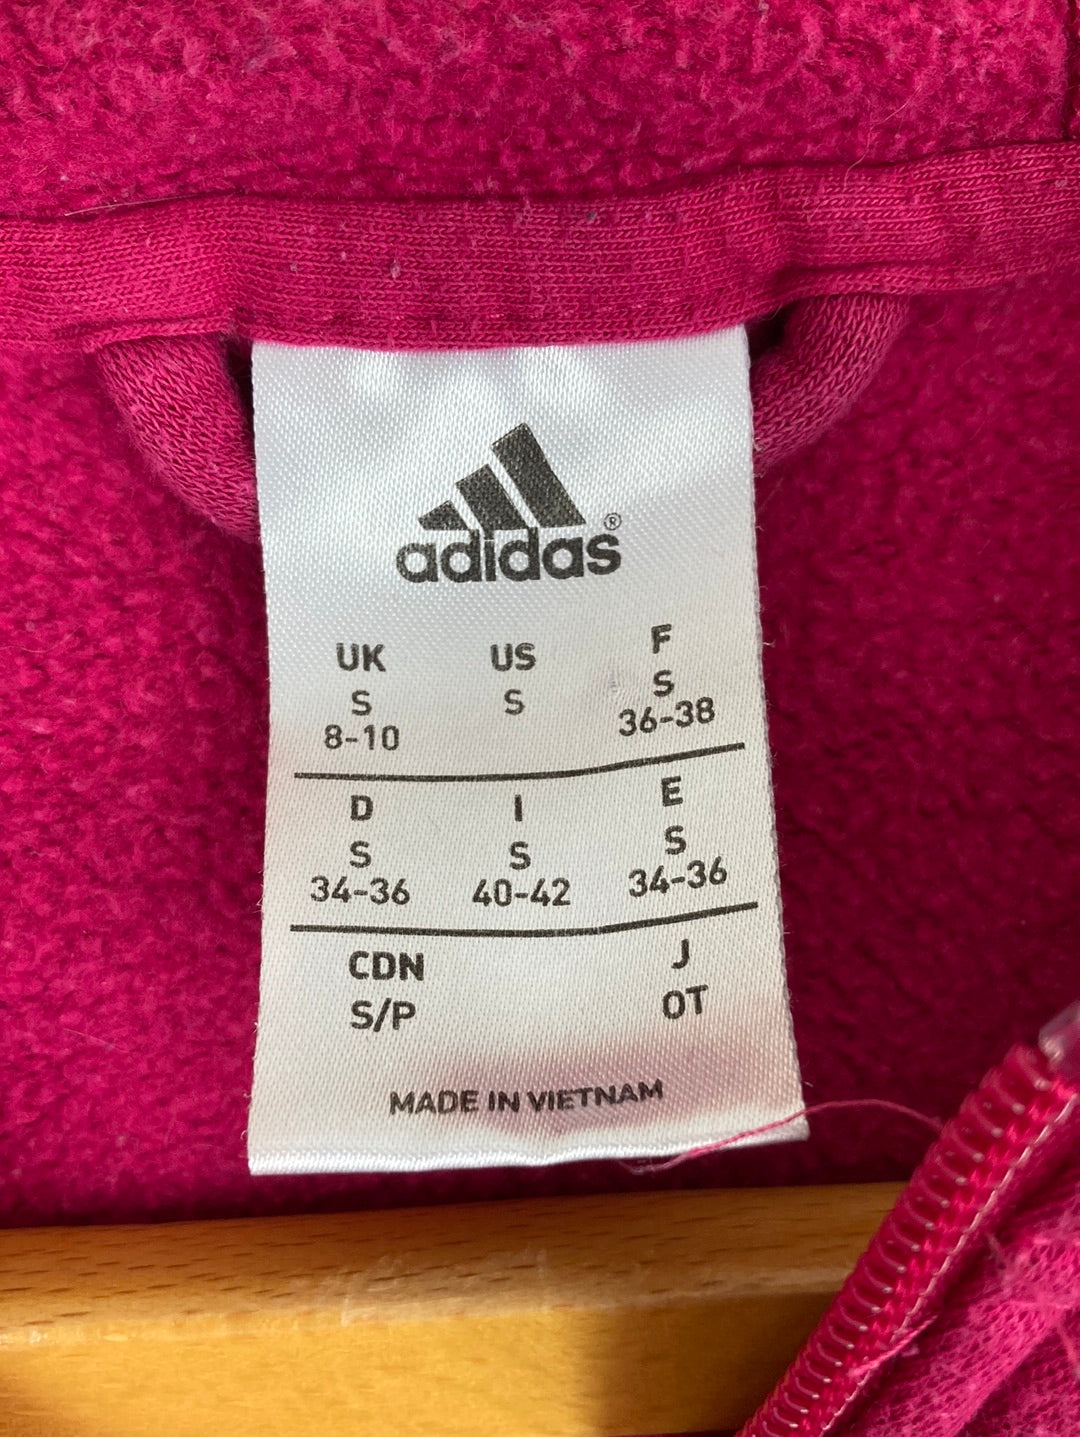 adidas®
UK US F
S S S
8-10 36-38
D I E
S S S
34-36 40-42 34-36
CDN J
S/P OT
MADE IN VIETNAM